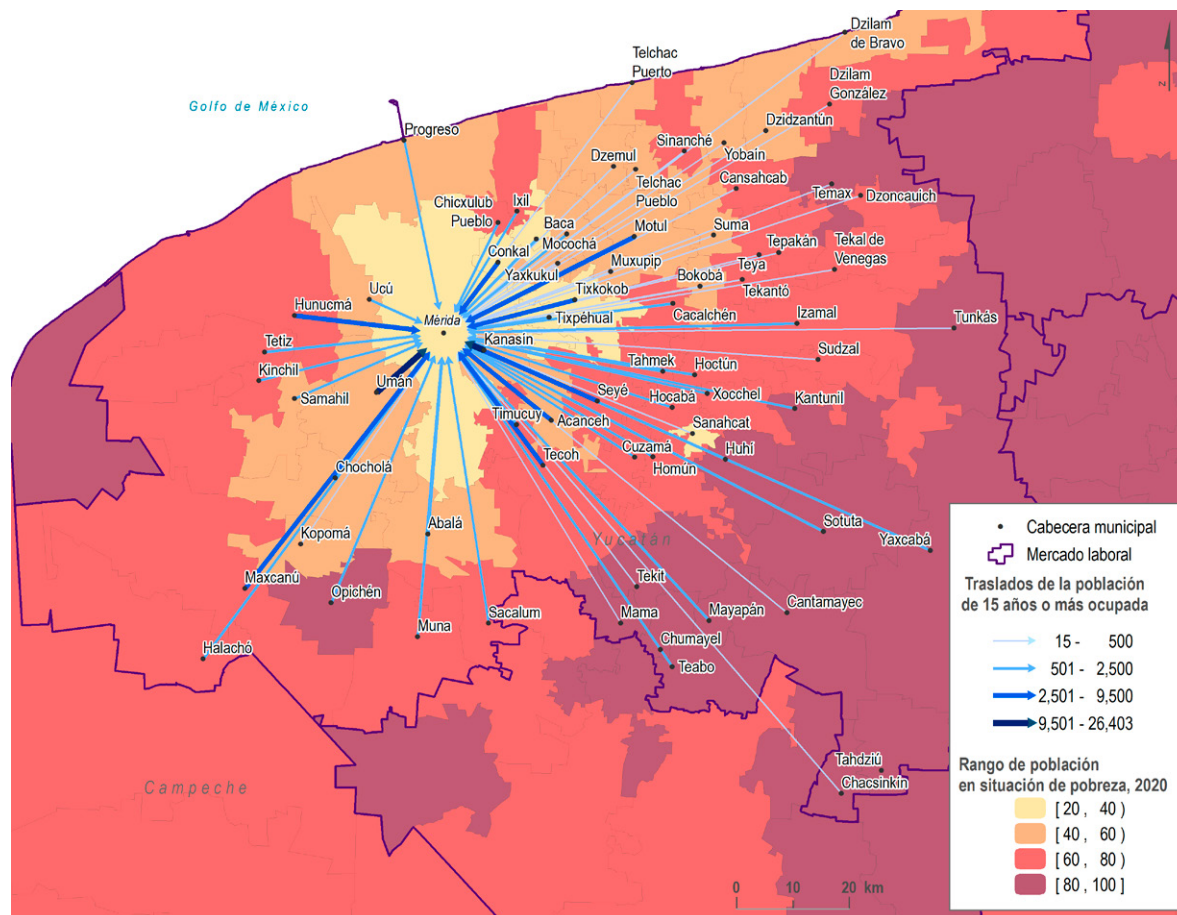 Dzilam
de Bravo
Telchac
Puerto
Golfo de México
Dzilam
González
Progreso
Dzidzantún
Sinanché
Yobaín
Dzemul
Telchac
Pueblo
Cansahcab
Temax
Dzoncauich
Chicxulub
Pueblo
Ixil
Baca
Mocochá
Motul
Suma
Conkal
Yaxkukul
Muxupip
Tepakán
Teya
Tekal de
Venegas
Bokobá
Tekantó
Ucú
Hunucmá
Tixkokob
Mérida
Tixpéhual
Cacalchén
Izamal
Tunkás
Kanasín
Tetiz
Kinchil
Samahil
Umán
Tahmek
Hoctún
Sudzal
Seyé
Hocabá
Xocchel
Kantunil
Timucuy
Acanceh
Sanahcat
Tecoh
Cuzamá
Homún
Huhí
Chocholá
Abalá
Sotuta
Yaxcabá
Yucatán
Kopomá
Maxcanú
Opichén
Tekit
Mama
Mayapán
Cantamayec
Muna
Sacalum
Halachó
Chumayel
Teabo
Tahdziú
Chacsinkín
Campeche
z
Cabecera municipal
Mercado laboral
Traslados de la población
de 15 años o más ocupada
15 - 500
501 - 2,500
2,501 - 9,500
9,501 - 26,403
Rango de población
en situación de pobreza, 2020
[ 20 , 40 )
[ 40 , 60 )
[ 60 , 80 )
[ 80 , 100 ]
0 10 20 km